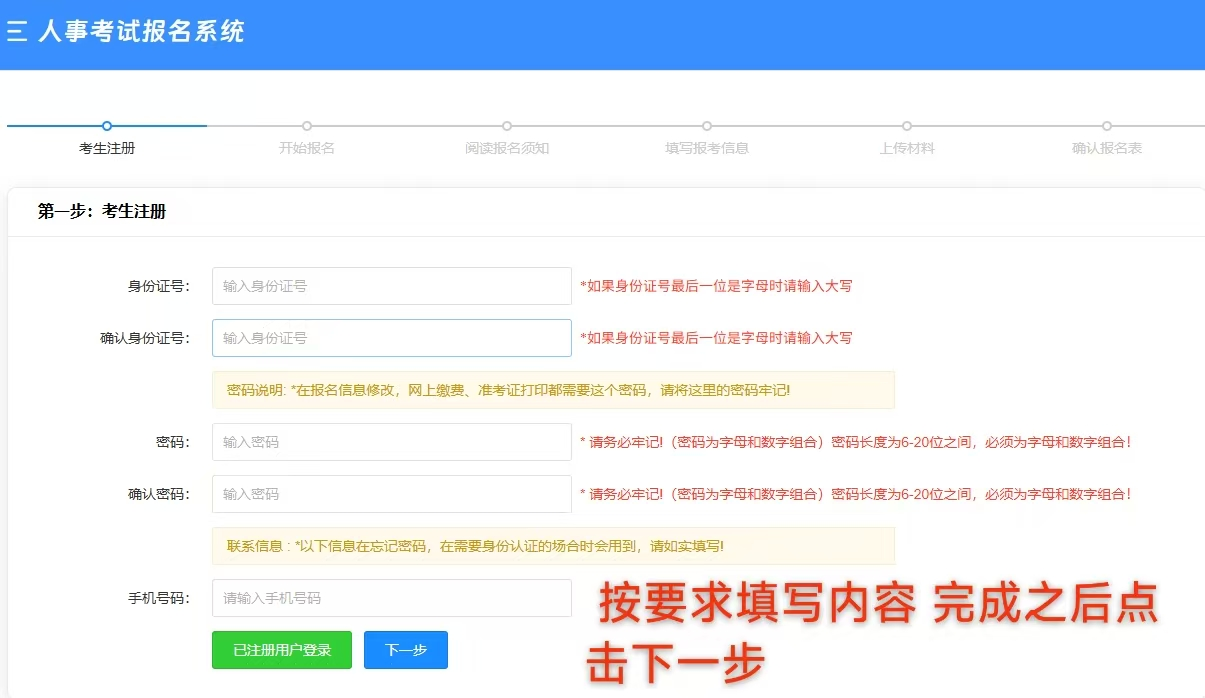 三 人事考试报名系统
考生注册 开始报名 阅读报名须知 填写报考信息 上传材料 确认报名表
第一步：考生注册
身份证号： 输入身份证号 *如果身份证号最后一位是字母时请输入大写
确认身份证号： 输入身份证号 *如果身份证号最后一位是字母时请输入大写
密码说明: *在报名信息修改，网上缴费、准考证打印都需要这个密码，请将这里的密码牢记!
密码： 输入密码 * 请务必牢记!（密码为字母和数字组合）密码长度为6-20位之间，必须为字母和数字组合！
确认密码： 输入密码 * 请务必牢记!（密码为字母和数字组合）密码长度为6-20位之间，必须为字母和数字组合！
联系信息 : *以下信息在忘记密码，在需要身份认证的场合时会用到，请如实填写!
手机号码： 请输入手机号码
按要求填写内容 完成之后点
击下一步
已注册用户登录 下一步